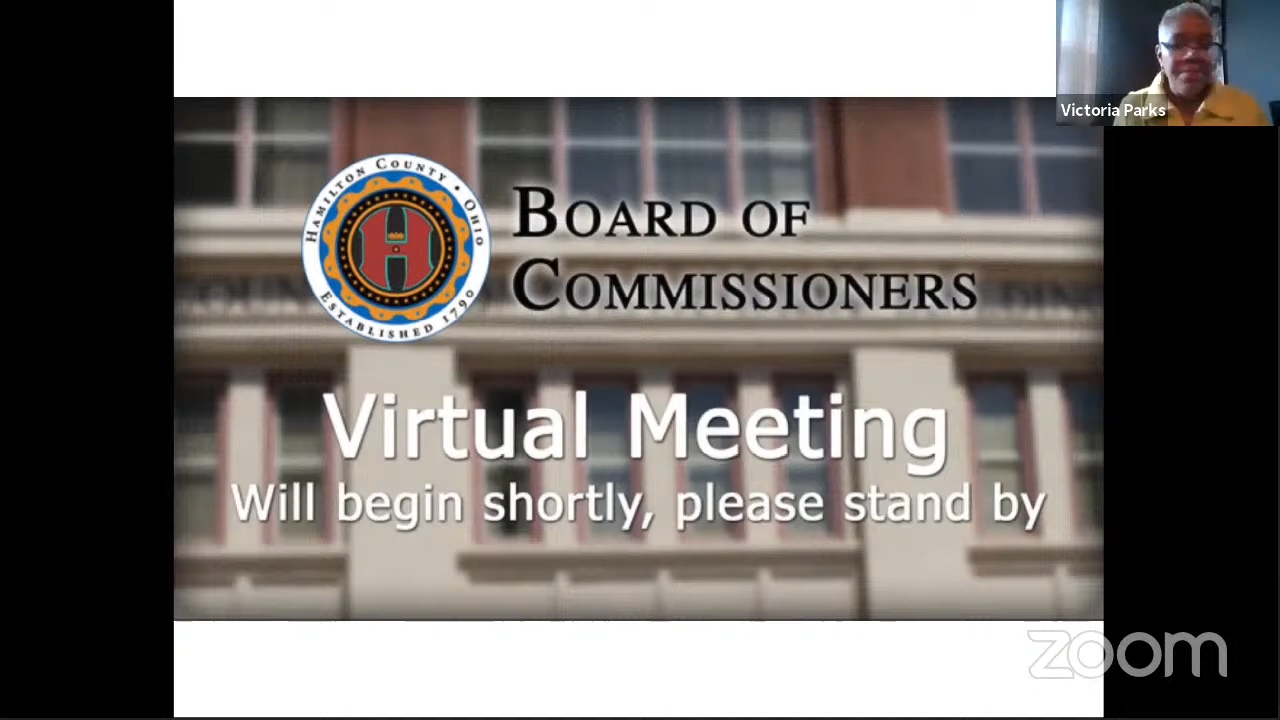 Victoria Parks
HAMILTON COUNTY • OHIO
ESTABLISHED 1790
BOARD OF
COMMISSIONERS
Virtual Meeting
Will begin shortly, please stand by
zoom